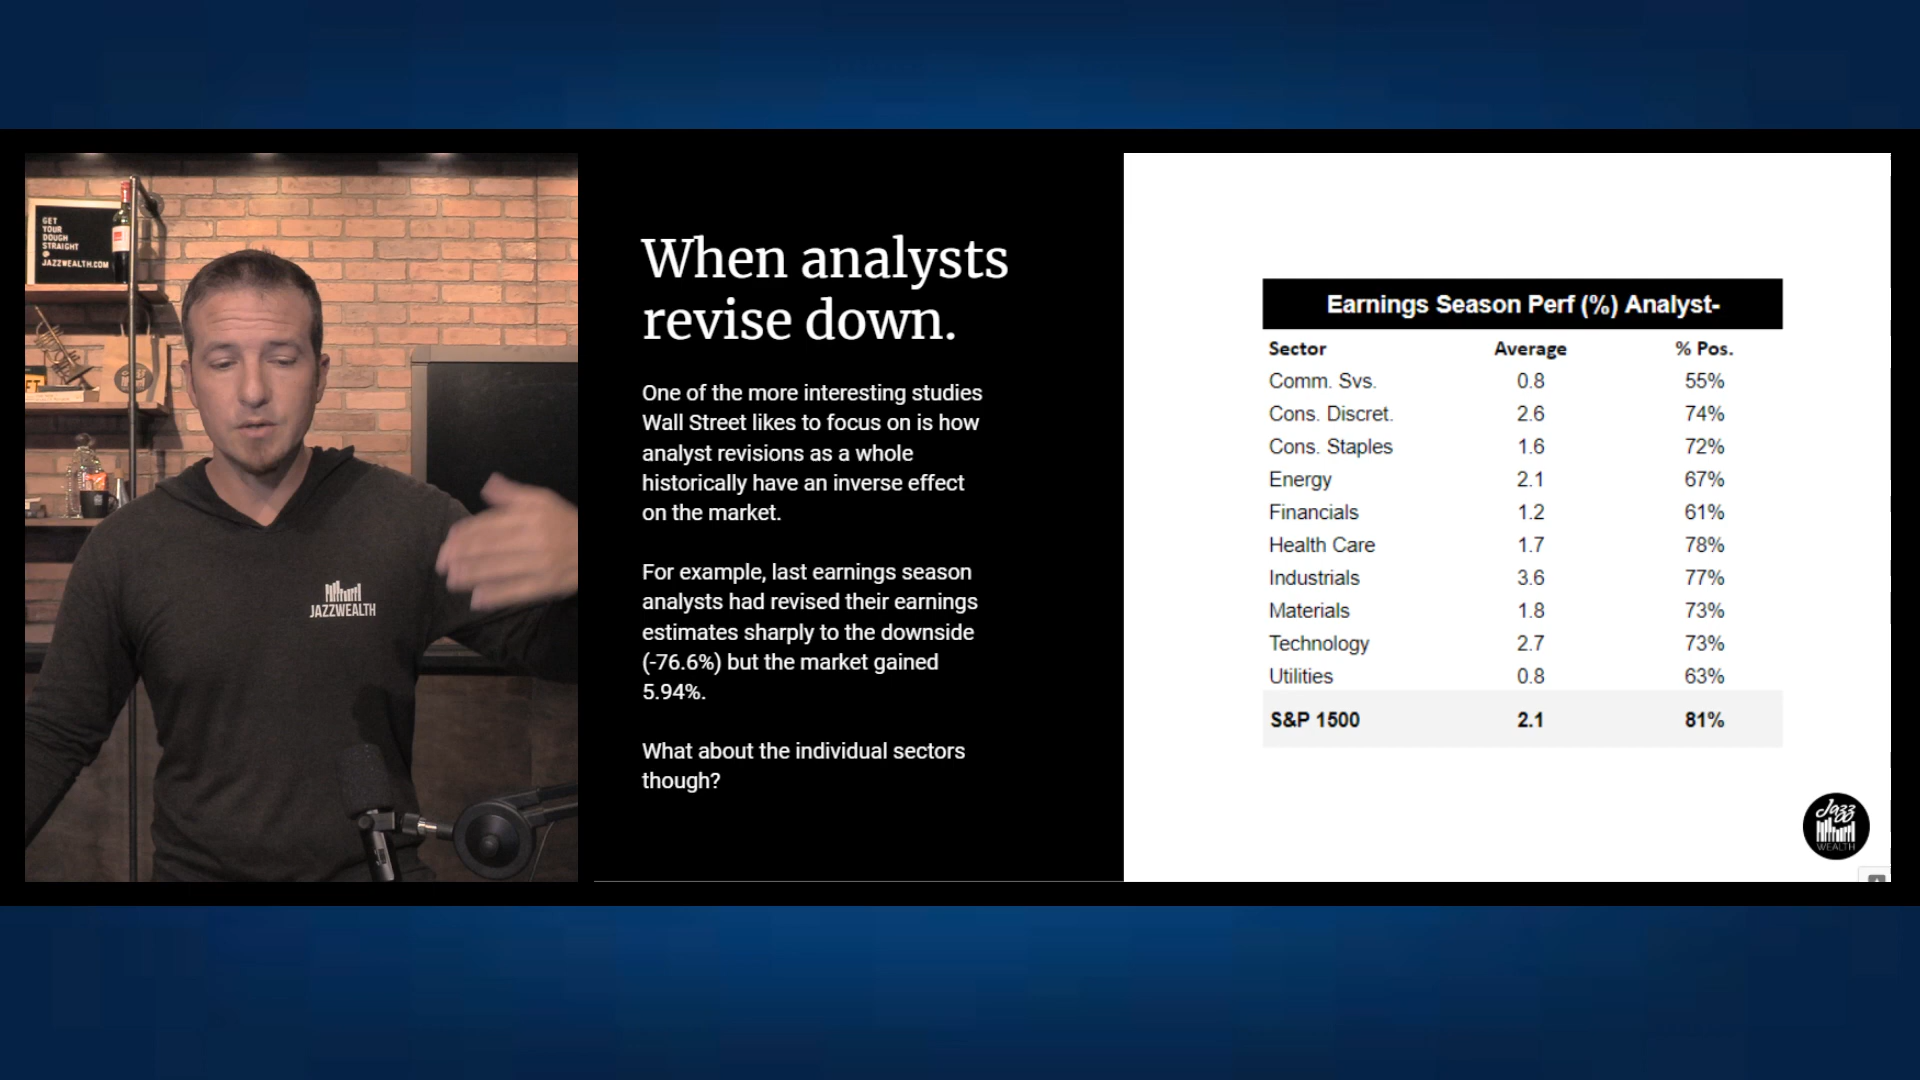 GET
YOUR
DOUGH
STRAIGHT
@
JAZZWEALTH.COM
JAZZWEALTH
When analysts
revise down.
One of the more interesting studies
Wall Street likes to focus on is how
analyst revisions as a whole
historically have an inverse effect
on the market.
For example, last earnings season
analysts had revised their earnings
estimates sharply to the downside
(-76.6%) but the market gained
5.94%.
What about the individual sectors
though?
Earnings Season Perf (%) Analyst-
Sector Average % Pos.
Comm. Svs. 0.8 55%
Cons. Discret. 2.6 74%
Cons. Staples 1.6 72%
Energy 2.1 67%
Financials 1.2 61%
Health Care 1.7 78%
Industrials 3.6 77%
Materials 1.8 73%
Technology 2.7 73%
Utilities 0.8 63%
S&P 1500 2.1 81%
Jazz
WEALTH